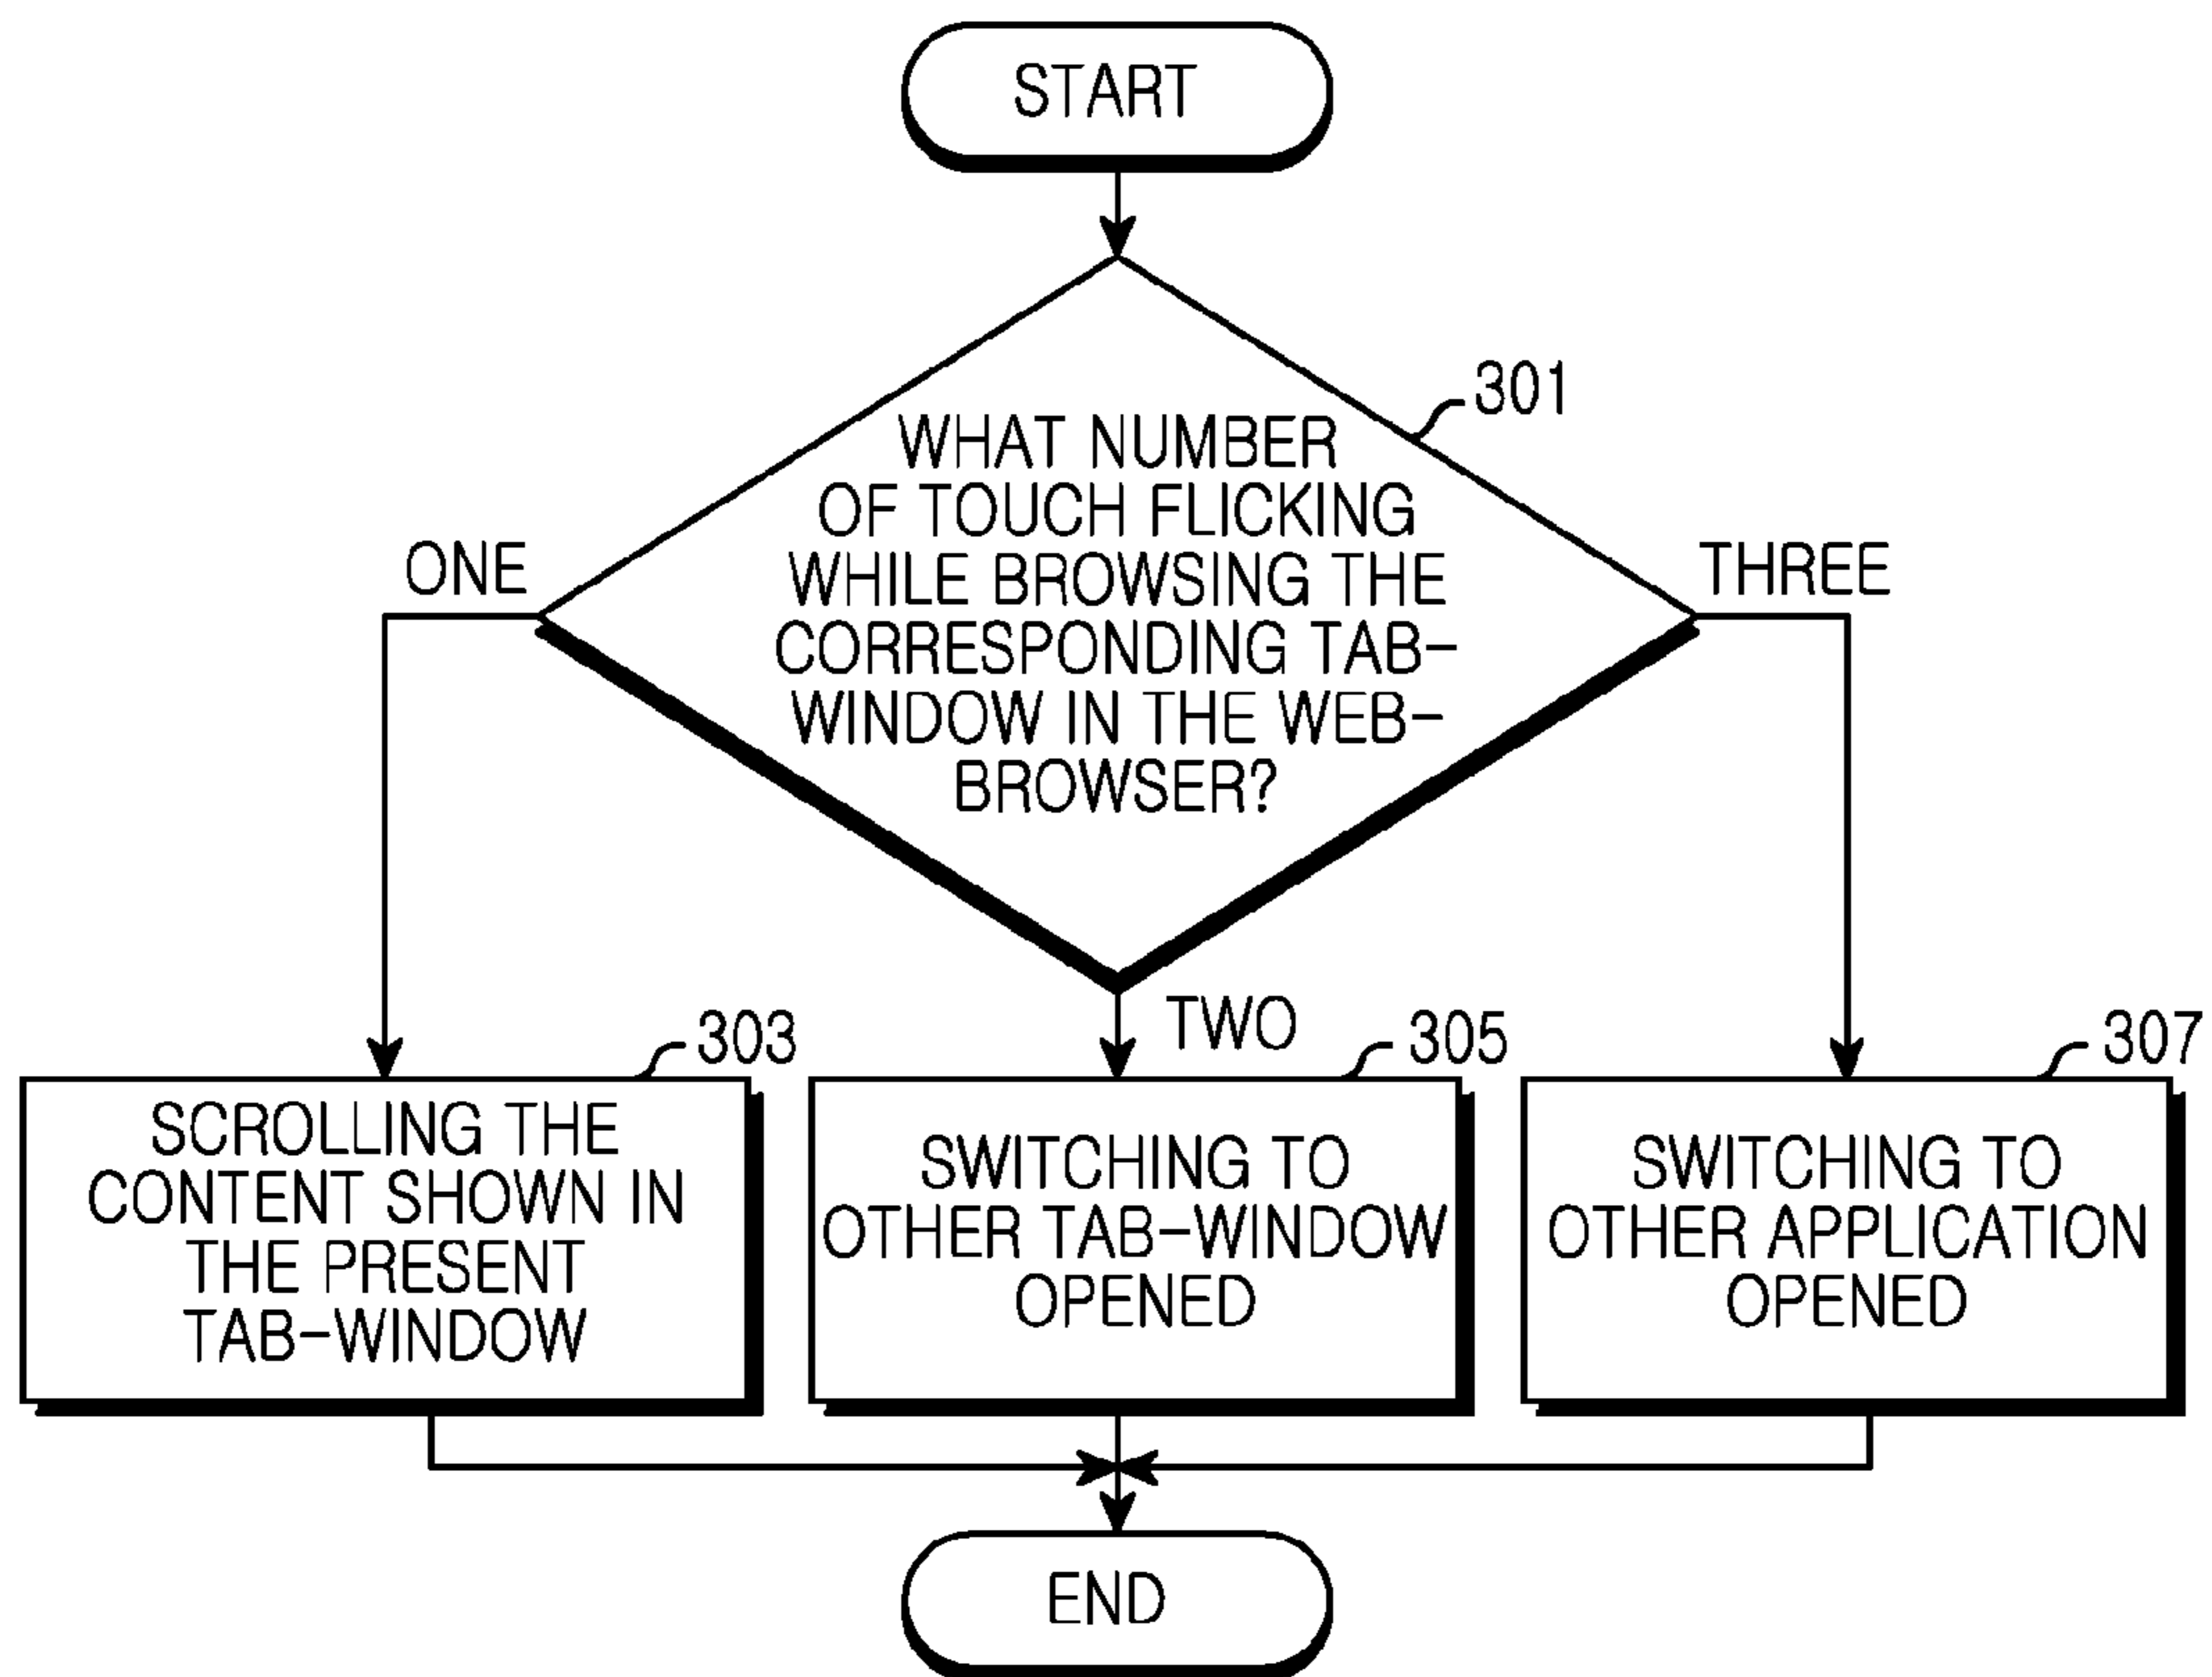 START
301
WHAT NUMBER
OF TOUCH FLICKING
WHILE BROWSING THE
CORRESPONDING TAB-
WINDOW IN THE WEB-
BROWSER?
ONE
THREE
TWO
303
SCROLLING THE
CONTENT SHOWN IN
THE PRESENT
TAB-WINDOW
305
SWITCHING TO
OTHER TAB-WINDOW
OPENED
307
SWITCHING TO
OTHER APPLICATION
OPENED
END